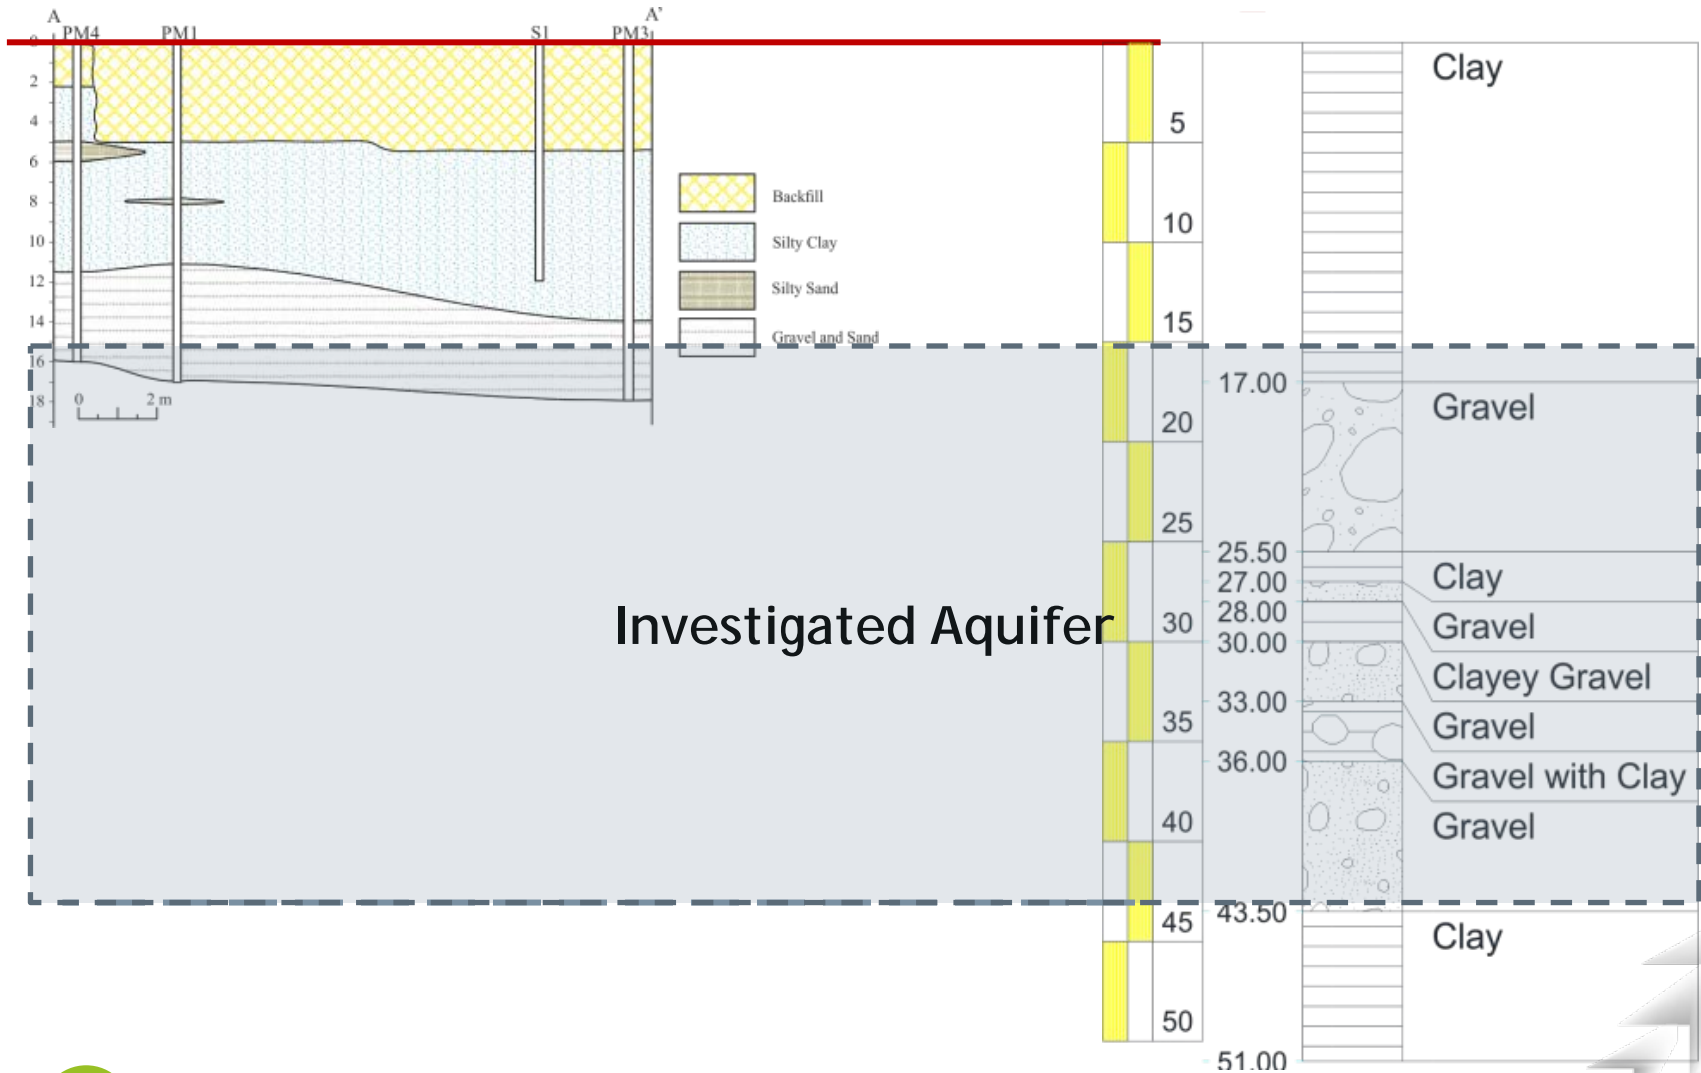 A
A'
PM4
PM1
S1
PM3
0
2
4
6
8
10
12
14
16
18
0
2 m
Backfill
Silty Clay
Silty Sand
Gravel and Sand
Investigated Aquifer
5
10
15
20
25
30
35
40
45
50
17.00
25.50
27.00
28.00
30.00
33.00
36.00
43.50
51.00
Clay
Gravel
Clay
Gravel
Clayey Gravel
Gravel
Gravel with Clay
Gravel
Clay